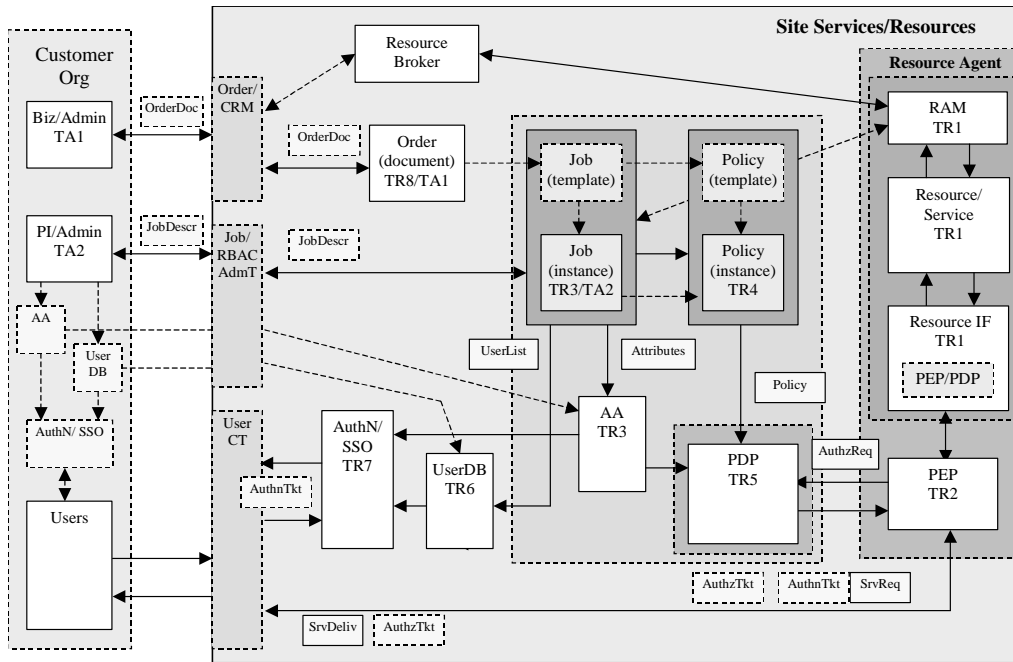 Site Services/Resources
Customer
Org
Resource
Broker
Resource Agent
Order/
CRM
OrderDoc
Biz/Admin
TA1
OrderDoc
Order
(document)
TR8/TA1
Job
(template)
Policy
(template)
RAM
TR1
Resource/
Service
TR1
PI/Admin
TA2
JobDescr
Job/
RBAC
AdmT
JobDescr
Job
(instance)
TR3/TA2
Policy
(instance)
TR4
AA
User
DB
Resource IF
TR1
PEP/PDP
UserList
Attributes
Policy
AuthN/ SSO
User
CT
AuthN/
SSO
TR7
UserDB
TR6
AA
TR3
PDP
TR5
AuthzReq
PEP
TR2
AuthnTkt
Users
AuthzTkt
AuthnTkt
SrvReq
SrvDeliv
AuthzTkt